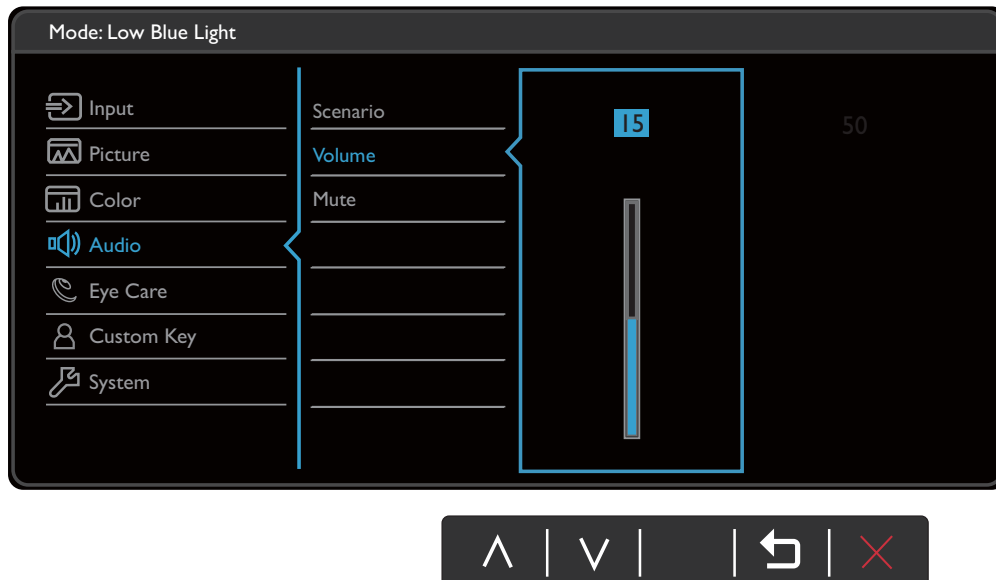 Mode: Low Blue Light
Input
Picture
Color
Audio
Eye Care
Custom Key
System
Scenario
Volume
Mute
15
50